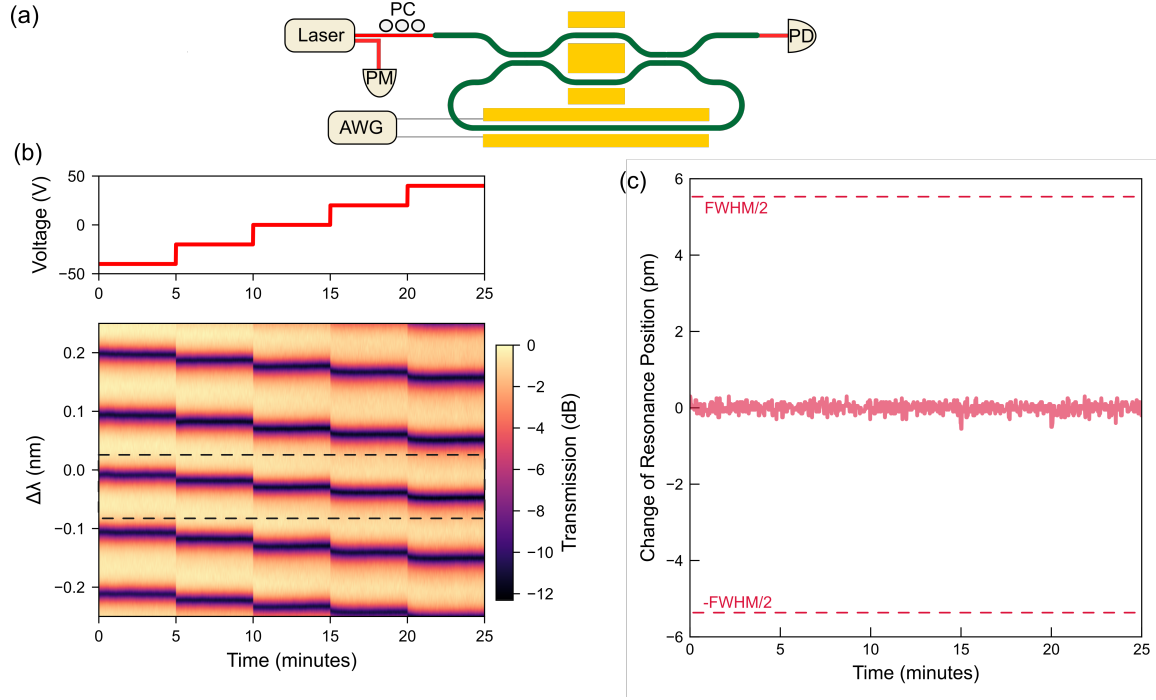 (a)
PC
Laser
PM
PD
AWG
(b)
Voltage (V)
50
0
−50
0 5 10 15 20 25
Δλ (nm)
0.2
0.1
0.0
−0.1
−0.2
0 5 10 15 20 25
Time (minutes)
Transmission (dB)
0
−2
−4
−6
−8
−10
−12
(c)
Change of Resonance Position (pm)
6
4
2
0
−2
−4
−6
FWHM/2
-FWHM/2
0 5 10 15 20 25
Time (minutes)